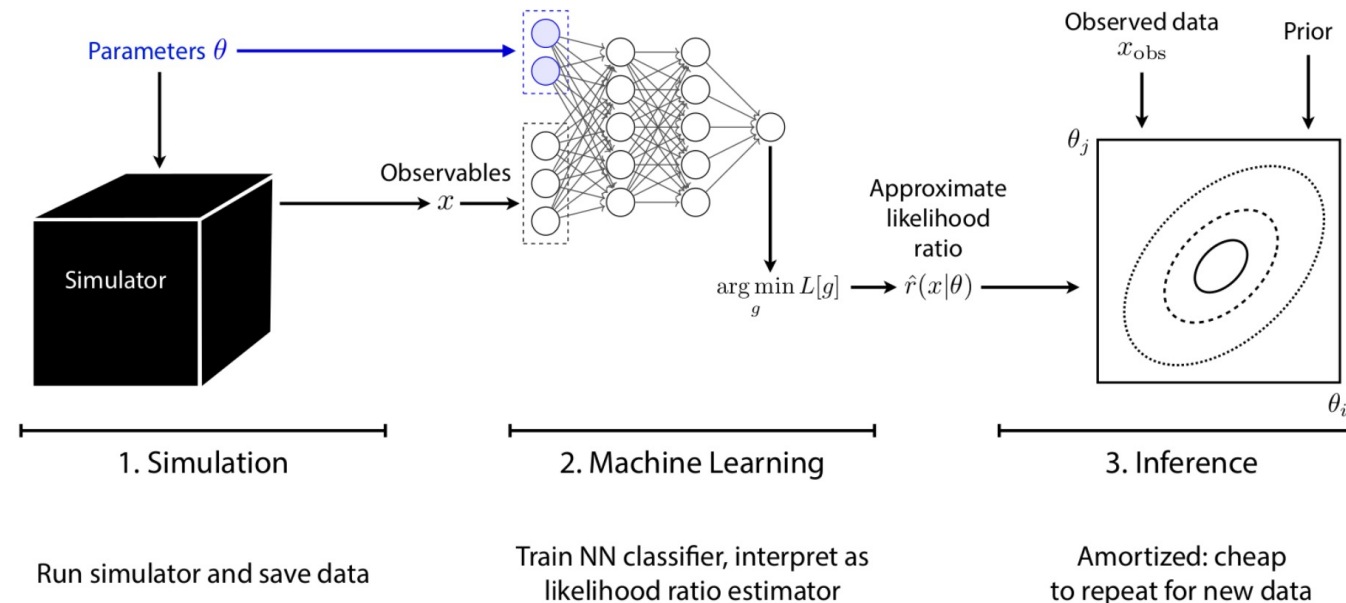 Parameters θ
Simulator
Observables
x
arg min L[g]
g
Approximate
likelihood
ratio
r̂(x|θ)
Observed data
x_obs
Prior
θ_j
θ_i
1. Simulation
2. Machine Learning
3. Inference
Run simulator and save data
Train NN classifier, interpret as
likelihood ratio estimator
Amortized: cheap
to repeat for new data